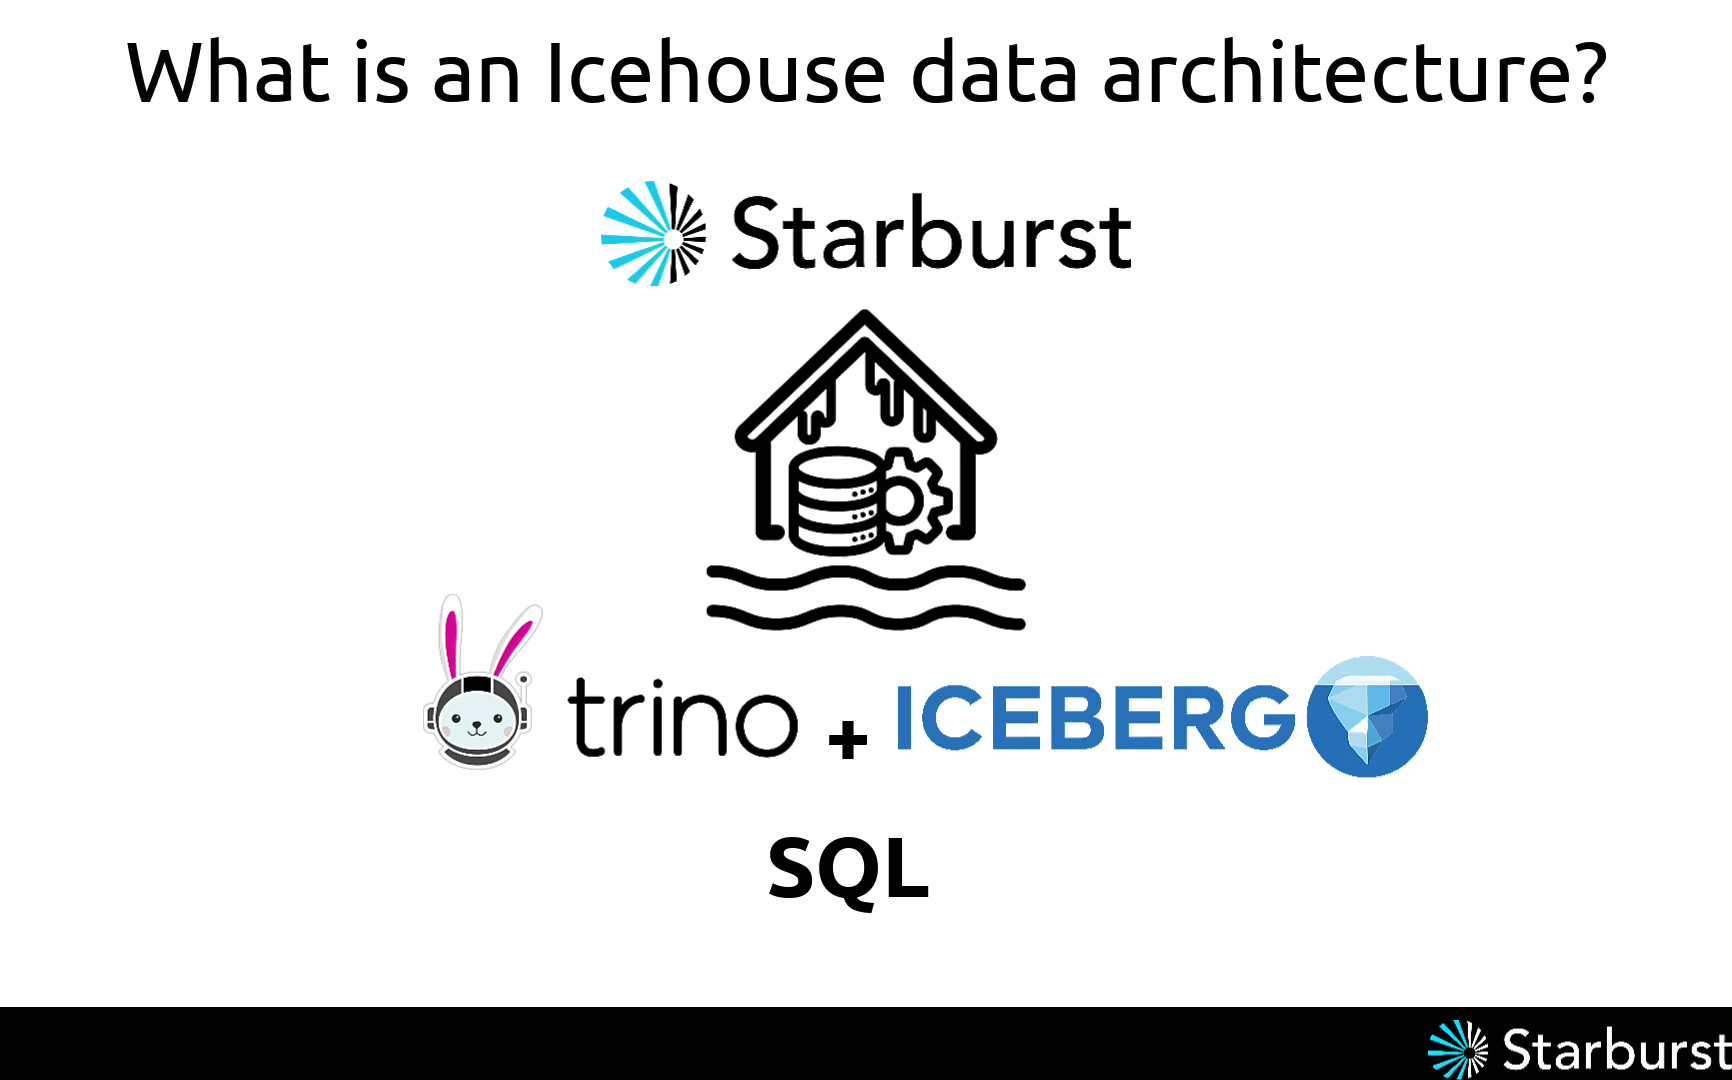 What is an Icehouse data architecture?
Starburst
trino + ICEBERG
SQL
Starburst